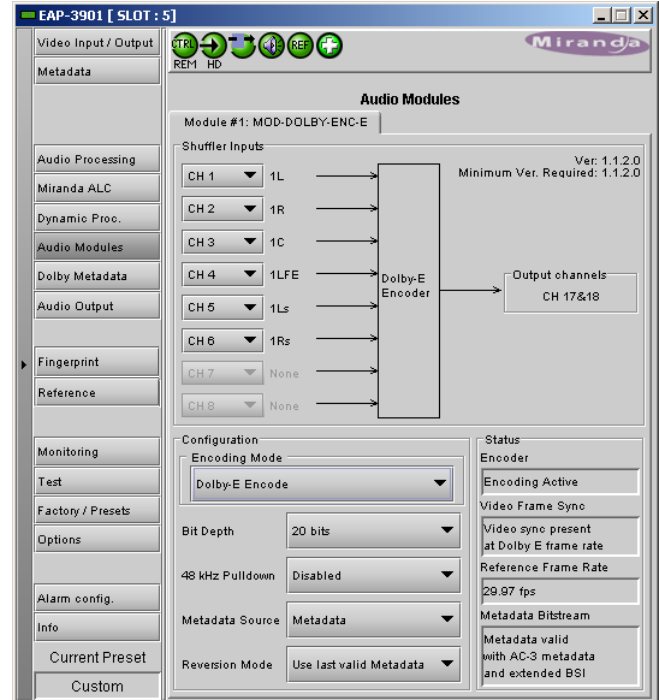 EAP-3901 [ SLOT : 5]
Video Input / Output
Metadata
Audio Processing
Miranda ALC
Dynamic Proc.
Audio Modules
Dolby Metadata
Audio Output
Fingerprint
Reference
Monitoring
Test
Factory / Presets
Options
Alarm config.
Info
Current Preset
Custom
CTRL
REF
REM HD
Miranda
Audio Modules
Module #1: MOD-DOLBY-ENC-E
Shuffler Inputs
Ver: 1.1.2.0
Minimum Ver. Required: 1.1.2.0
CH 1 1L
CH 2 1R
CH 3 1C
CH 4 1LFE
CH 5 1Ls
CH 6 1Rs
CH 7 None
CH 8 None
Dolby-E
Encoder
Output channels
CH 17&18
Configuration
Encoding Mode
Dolby-E Encode
Bit Depth 20 bits
48 kHz Pulldown Disabled
Metadata Source Metadata
Reversion Mode Use last valid Metadata
Status
Encoder
Encoding Active
Video Frame Sync
Video sync present
at Dolby E frame rate
Reference Frame Rate
29.97 fps
Metadata Bitstream
Metadata valid
with AC-3 metadata
and extended BSI